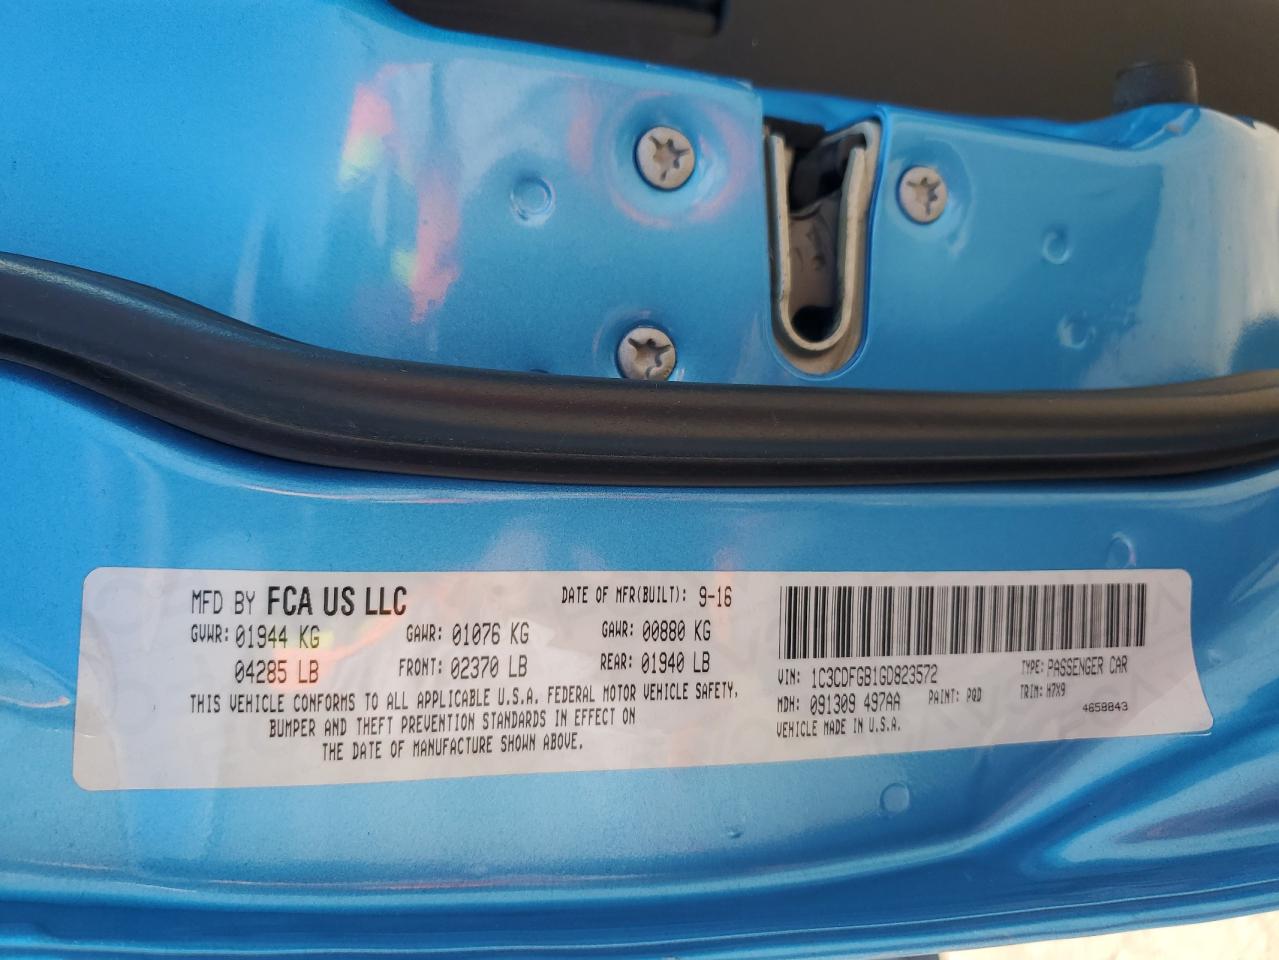 MFD BY FCA US LLC DATE OF MFR(BUILT): 9-16
GVWR: 01944 KG GAWR: 01076 KG GAWR: 00880 KG
04285 LB FRONT: 02370 LB REAR: 01940 LB
THIS VEHICLE CONFORMS TO ALL APPLICABLE U.S.A. FEDERAL MOTOR VEHICLE SAFETY,
BUMPER AND THEFT PREVENTION STANDARDS IN EFFECT ON
THE DATE OF MANUFACTURE SHOWN ABOVE.
VIN: 1C3CDFGB1GD823572 TYPE: PASSENGER CAR
MDH: 091309 497AA PAINT: PQD TRIM: H7X9
VEHICLE MADE IN U.S.A. 4658843